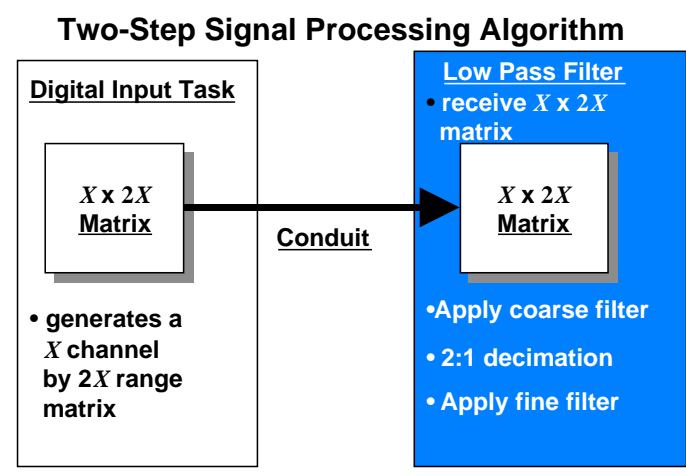 Two-Step Signal Processing Algorithm
Digital Input Task
X x 2X
Matrix
• generates a
X channel
by 2X range
matrix
Conduit
Low Pass Filter
• receive X x 2X
matrix
X x 2X
Matrix
•Apply coarse filter
• 2:1 decimation
• Apply fine filter